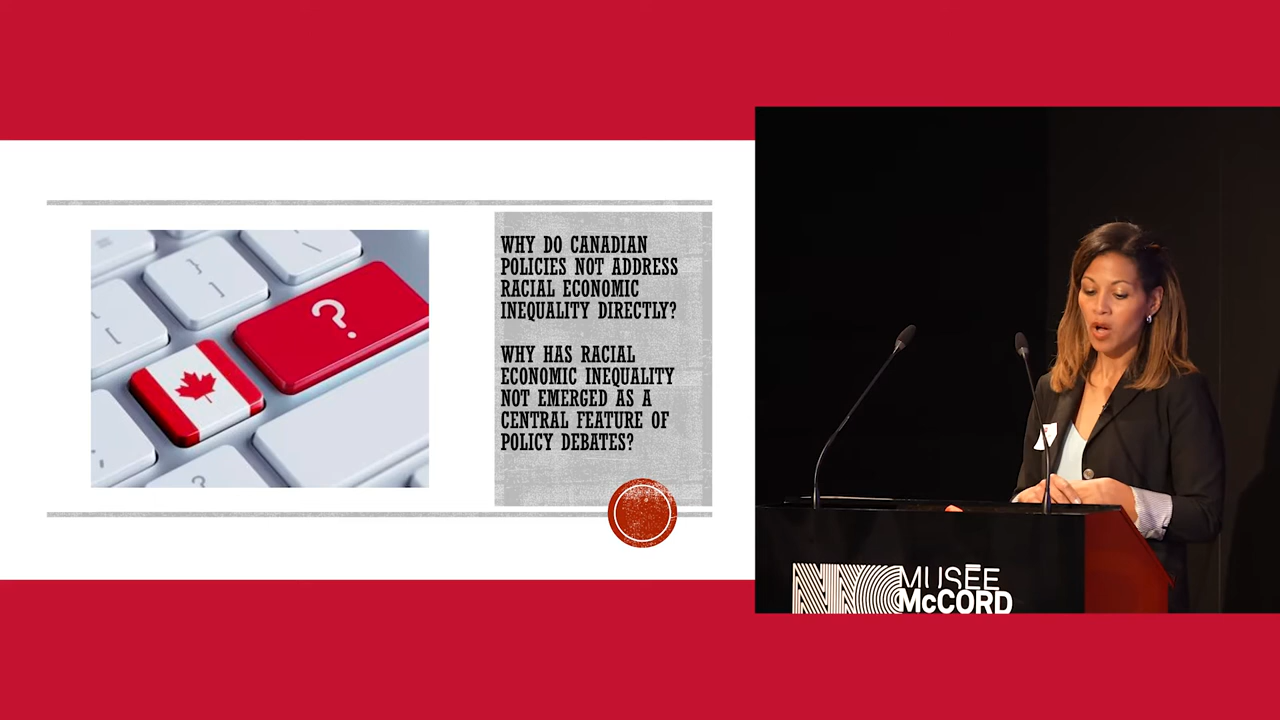 WHY DO CANADIAN
POLICIES NOT ADDRESS
RACIAL ECONOMIC
INEQUALITY DIRECTLY?
WHY HAS RACIAL
ECONOMIC INEQUALITY
NOT EMERGED AS A
CENTRAL FEATURE OF
POLICY DEBATES?
?
MUSÉE
McCORD